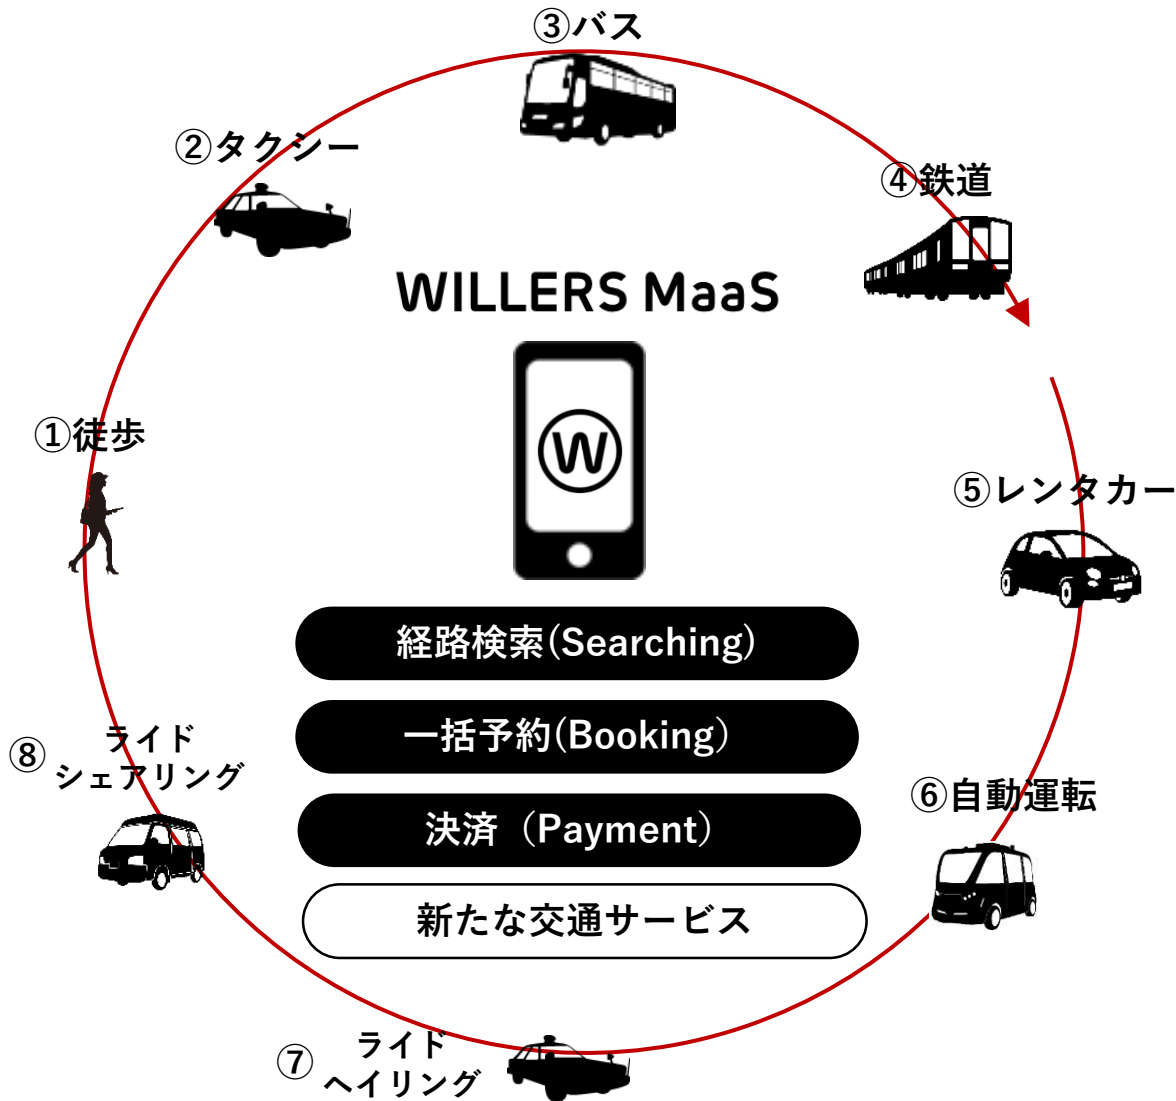 ③バス
②タクシー
④鉄道
WILLERS MaaS
W
①徒歩
⑤レンタカー
経路検索(Searching)
⑧ ライド
シェアリング
一括予約(Booking)
⑥自動運転
決済（Payment）
新たな交通サービス
⑦ ライド
ヘイリング